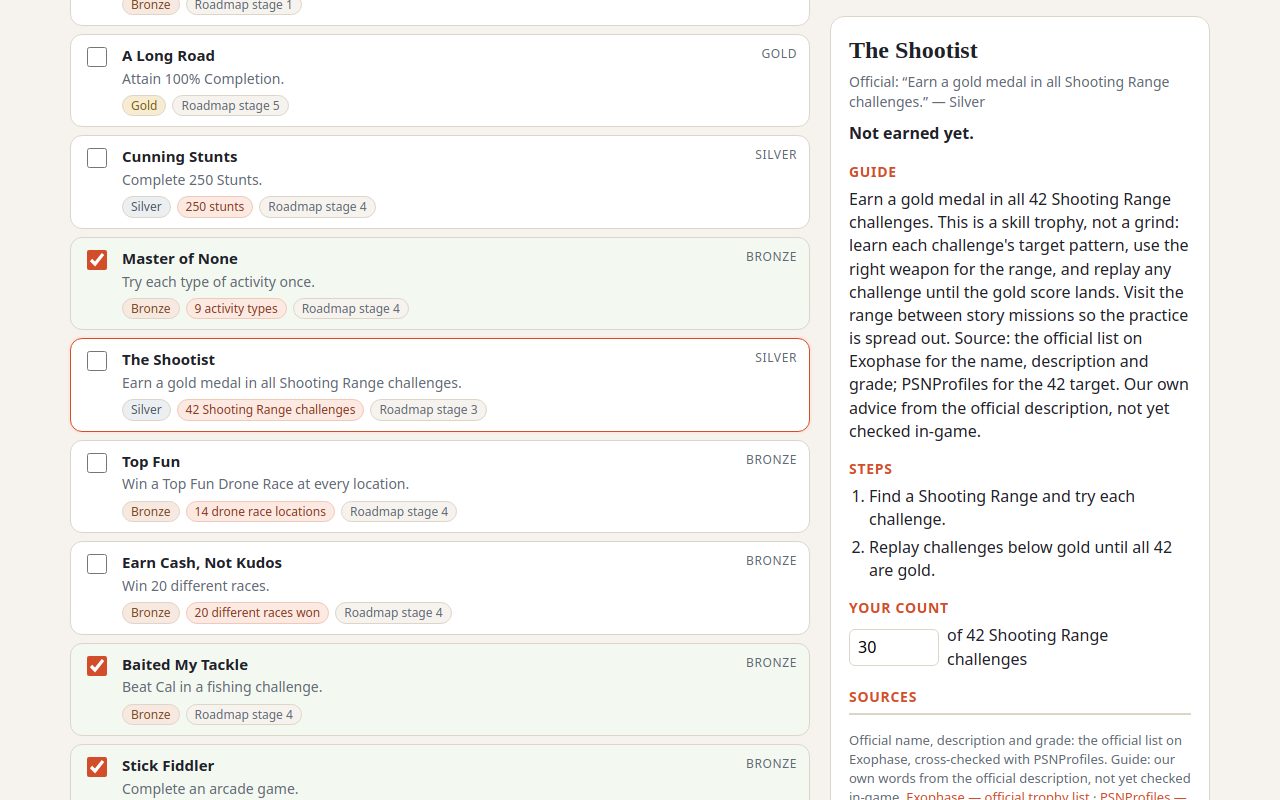 Bronze Roadmap stage 1
A Long Road
GOLD
Attain 100% Completion.
Gold Roadmap stage 5
Cunning Stunts
SILVER
Complete 250 Stunts.
Silver 250 stunts Roadmap stage 4
Master of None
BRONZE
Try each type of activity once.
Bronze 9 activity types Roadmap stage 4
The Shootist
SILVER
Earn a gold medal in all Shooting Range challenges.
Silver 42 Shooting Range challenges Roadmap stage 3
Top Fun
BRONZE
Win a Top Fun Drone Race at every location.
Bronze 14 drone race locations Roadmap stage 4
Earn Cash, Not Kudos
BRONZE
Win 20 different races.
Bronze 20 different races won Roadmap stage 4
Baited My Tackle
BRONZE
Beat Cal in a fishing challenge.
Bronze Roadmap stage 4
Stick Fiddler
BRONZE
Complete an arcade game.
The Shootist
Official: “Earn a gold medal in all Shooting Range
challenges.” — Silver
Not earned yet.
GUIDE
Earn a gold medal in all 42 Shooting Range
challenges. This is a skill trophy, not a grind:
learn each challenge's target pattern, use the
right weapon for the range, and replay any
challenge until the gold score lands. Visit the
range between story missions so the practice
is spread out. Source: the official list on
Exophase for the name, description and
grade; PSNProfiles for the 42 target. Our own
advice from the official description, not yet
checked in-game.
STEPS
1. Find a Shooting Range and try each
challenge.
2. Replay challenges below gold until all 42
are gold.
YOUR COUNT
30 of 42 Shooting Range
challenges
SOURCES
Official name, description and grade: the official list on
Exophase, cross-checked with PSNProfiles. Guide: our
own words from the official description, not yet checked
in-game. Exophase — official trophy list · PSNProfiles —